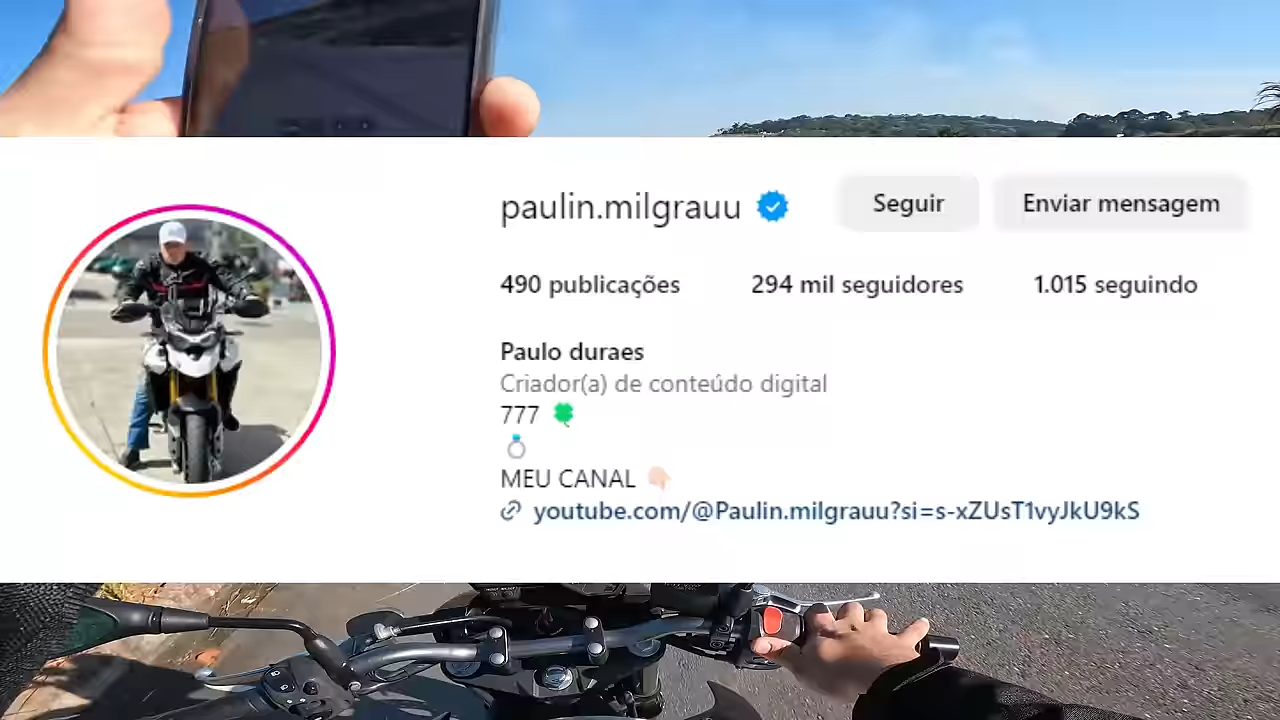 paulin.milgrauu Seguir Enviar mensagem
490 publicações 294 mil seguidores 1.015 seguindo
Paulo duraes
Criador(a) de conteúdo digital
777 🍀
💍
MEU CANAL 👇🏻
youtube.com/@Paulin.milgrauu?si=s-xZUsT1vyJkU9kS